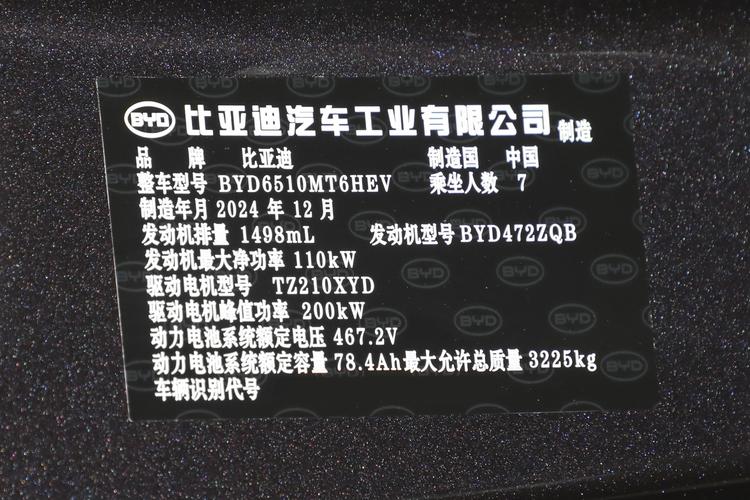 BYD 比亚迪汽车工业有限公司 制造
品 牌 比亚迪 制造国 中国
整车型号 BYD6510MT6HEV 乘坐人数 7
制造年月 2024 年 12 月
发动机排量 1498mL 发动机型号 BYD472ZQB
发动机最大净功率 110kW
驱动电机型号 TZ210XYD
驱动电机峰值功率 200kW
动力电池系统额定电压 467.2V
动力电池系统额定容量 78.4Ah 最大允许总质量 3225kg
车辆识别代号